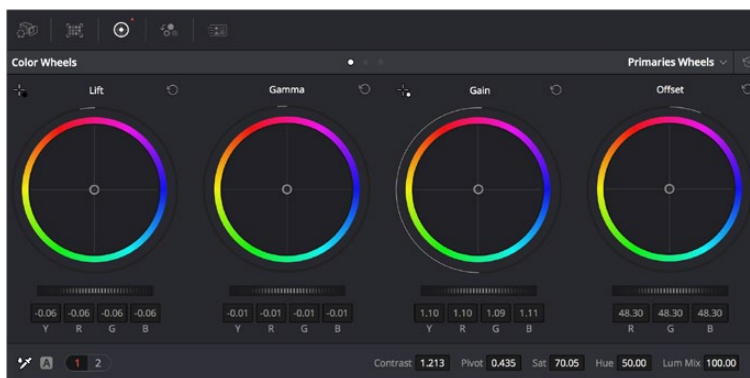 Color Wheels Primaries Wheels
Lift Gamma Gain Offset
-0.06 -0.06 -0.06 -0.06 -0.01 -0.01 -0.01 -0.01 1.10 1.10 1.09 1.11 48.30 48.30 48.30
Y R G B Y R G B Y R G B R G B
A 1 2 Contrast 1.213 Pivot 0.435 Sat 70.05 Hue 50.00 Lum Mix 100.00